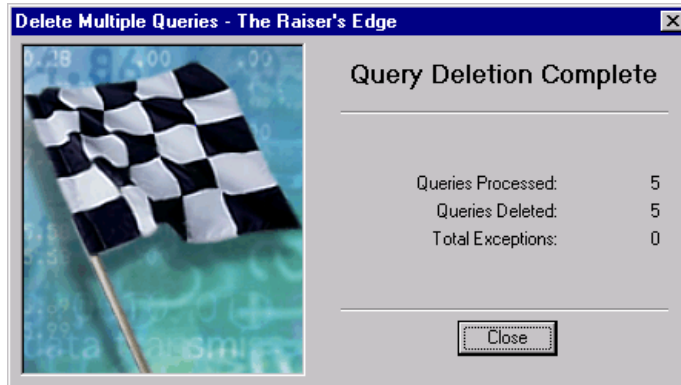 Delete Multiple Queries - The Raiser's Edge
Query Deletion Complete
Queries Processed: 5
Queries Deleted: 5
Total Exceptions: 0
Close